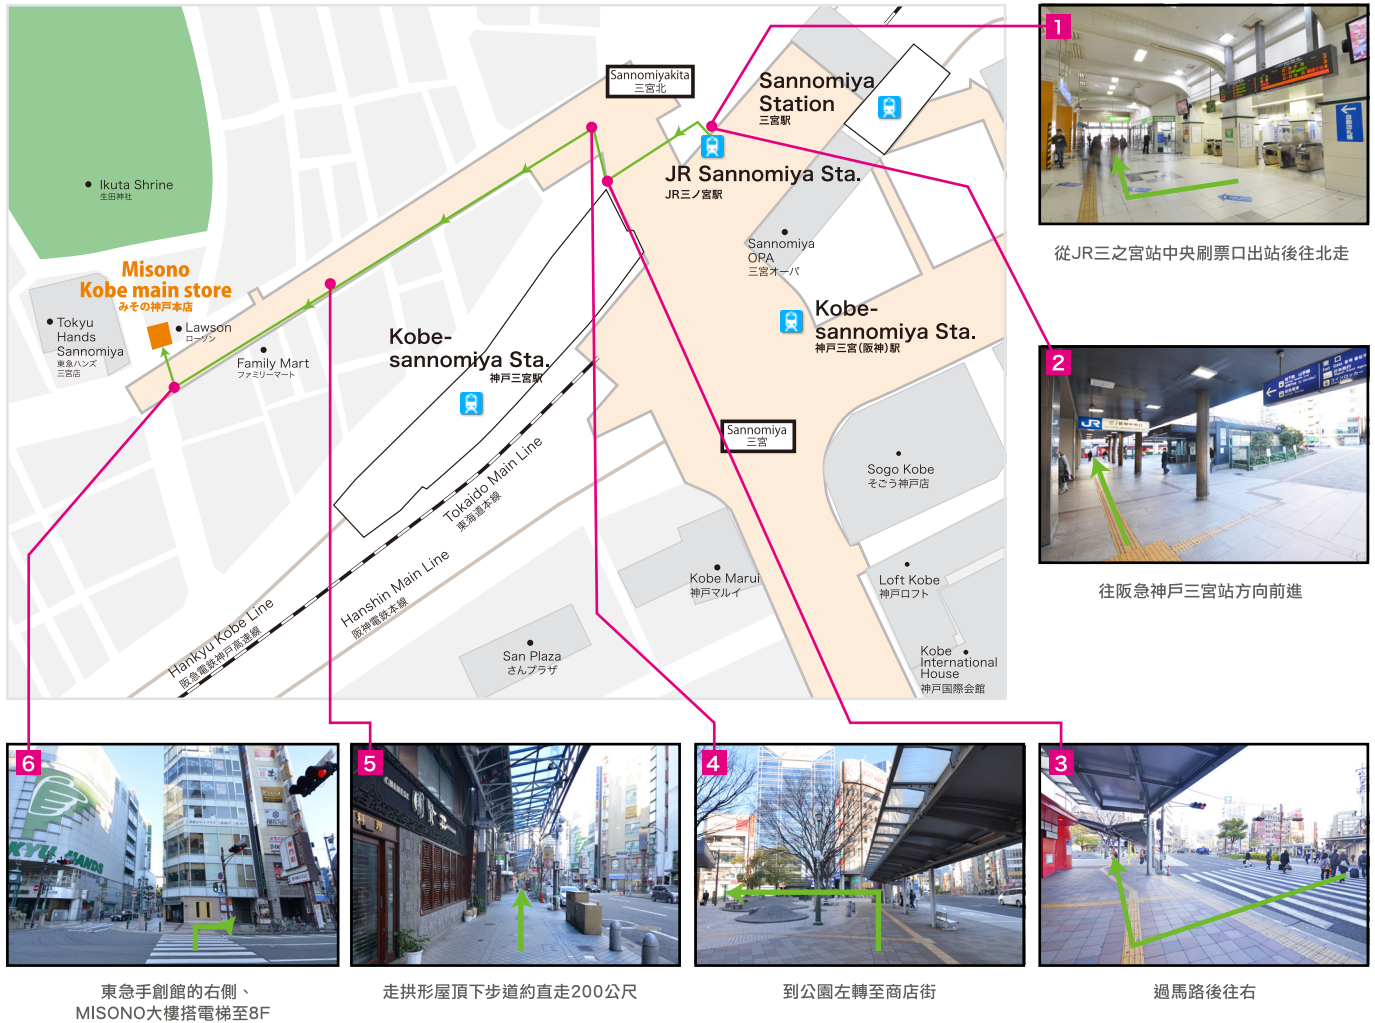 Sannomiyakita
三宮北
Sannomiya
Station
三宮駅
JR Sannomiya Sta.
JR三ノ宮駅
Ikuta Shrine
生田神社
Sannomiya
OPA
三宮オーパ
Misono
Kobe main store
みその神戸本店
Tokyu
Hands
Sannomiya
東急ハンズ
三宮店
Lawson
ローソン
Family Mart
ファミリーマート
Kobe-
sannomiya Sta.
神戸三宮駅
Kobe-
sannomiya Sta.
神戸三宮(阪神)駅
Sannomiya
三宮
Sogo Kobe
そごう神戸店
Tokaido Main Line
東海道本線
Hanshin Main Line
阪神電鉄本線
Hankyu Kobe Line
阪急電鉄神戸高速線
Kobe Marui
神戸マルイ
Loft Kobe
神戸ロフト
San Plaza
さんプラザ
Kobe
International
House
神戸国際会館
1
從JR三之宮站中央刷票口出站後往北走
2
JR
往阪急神戶三宮站方向前進
6
KYU HANDS
東急手創館的右側、
MISONO大樓搭電梯至8F
5
走拱形屋頂下步道約直走200公尺
4
到公園左轉至商店街
3
過馬路後往右